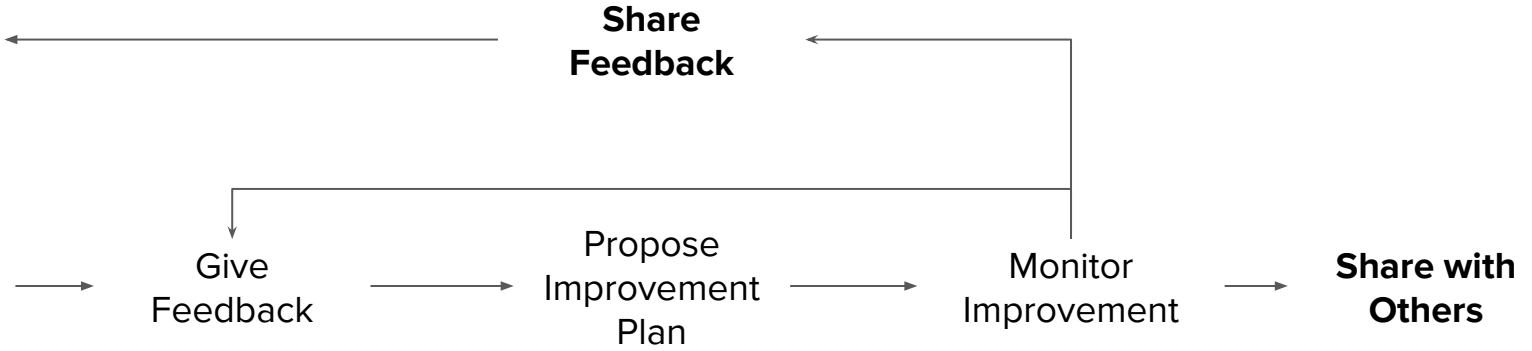 Share
Feedback
Give
Feedback
Propose
Improvement
Plan
Monitor
Improvement
Share with
Others